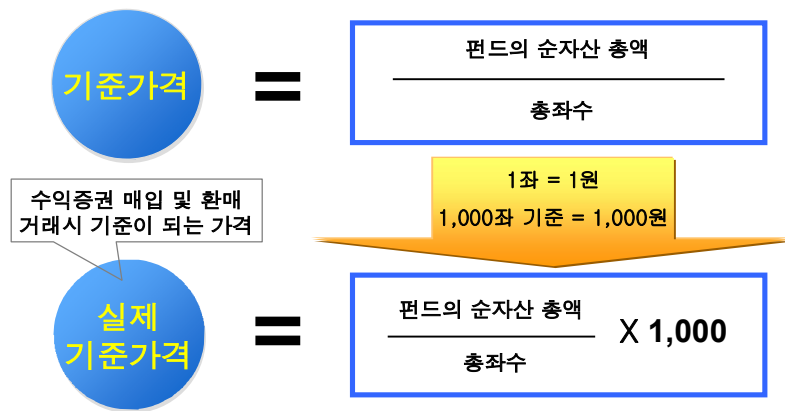 기준가격
=
펀드의 순자산 총액
총좌수
수익증권 매입 및 환매
거래시 기준이 되는 가격
1좌 = 1원
1,000좌 기준 = 1,000원
실제
기준가격
=
펀드의 순자산 총액
총좌수
X 1,000